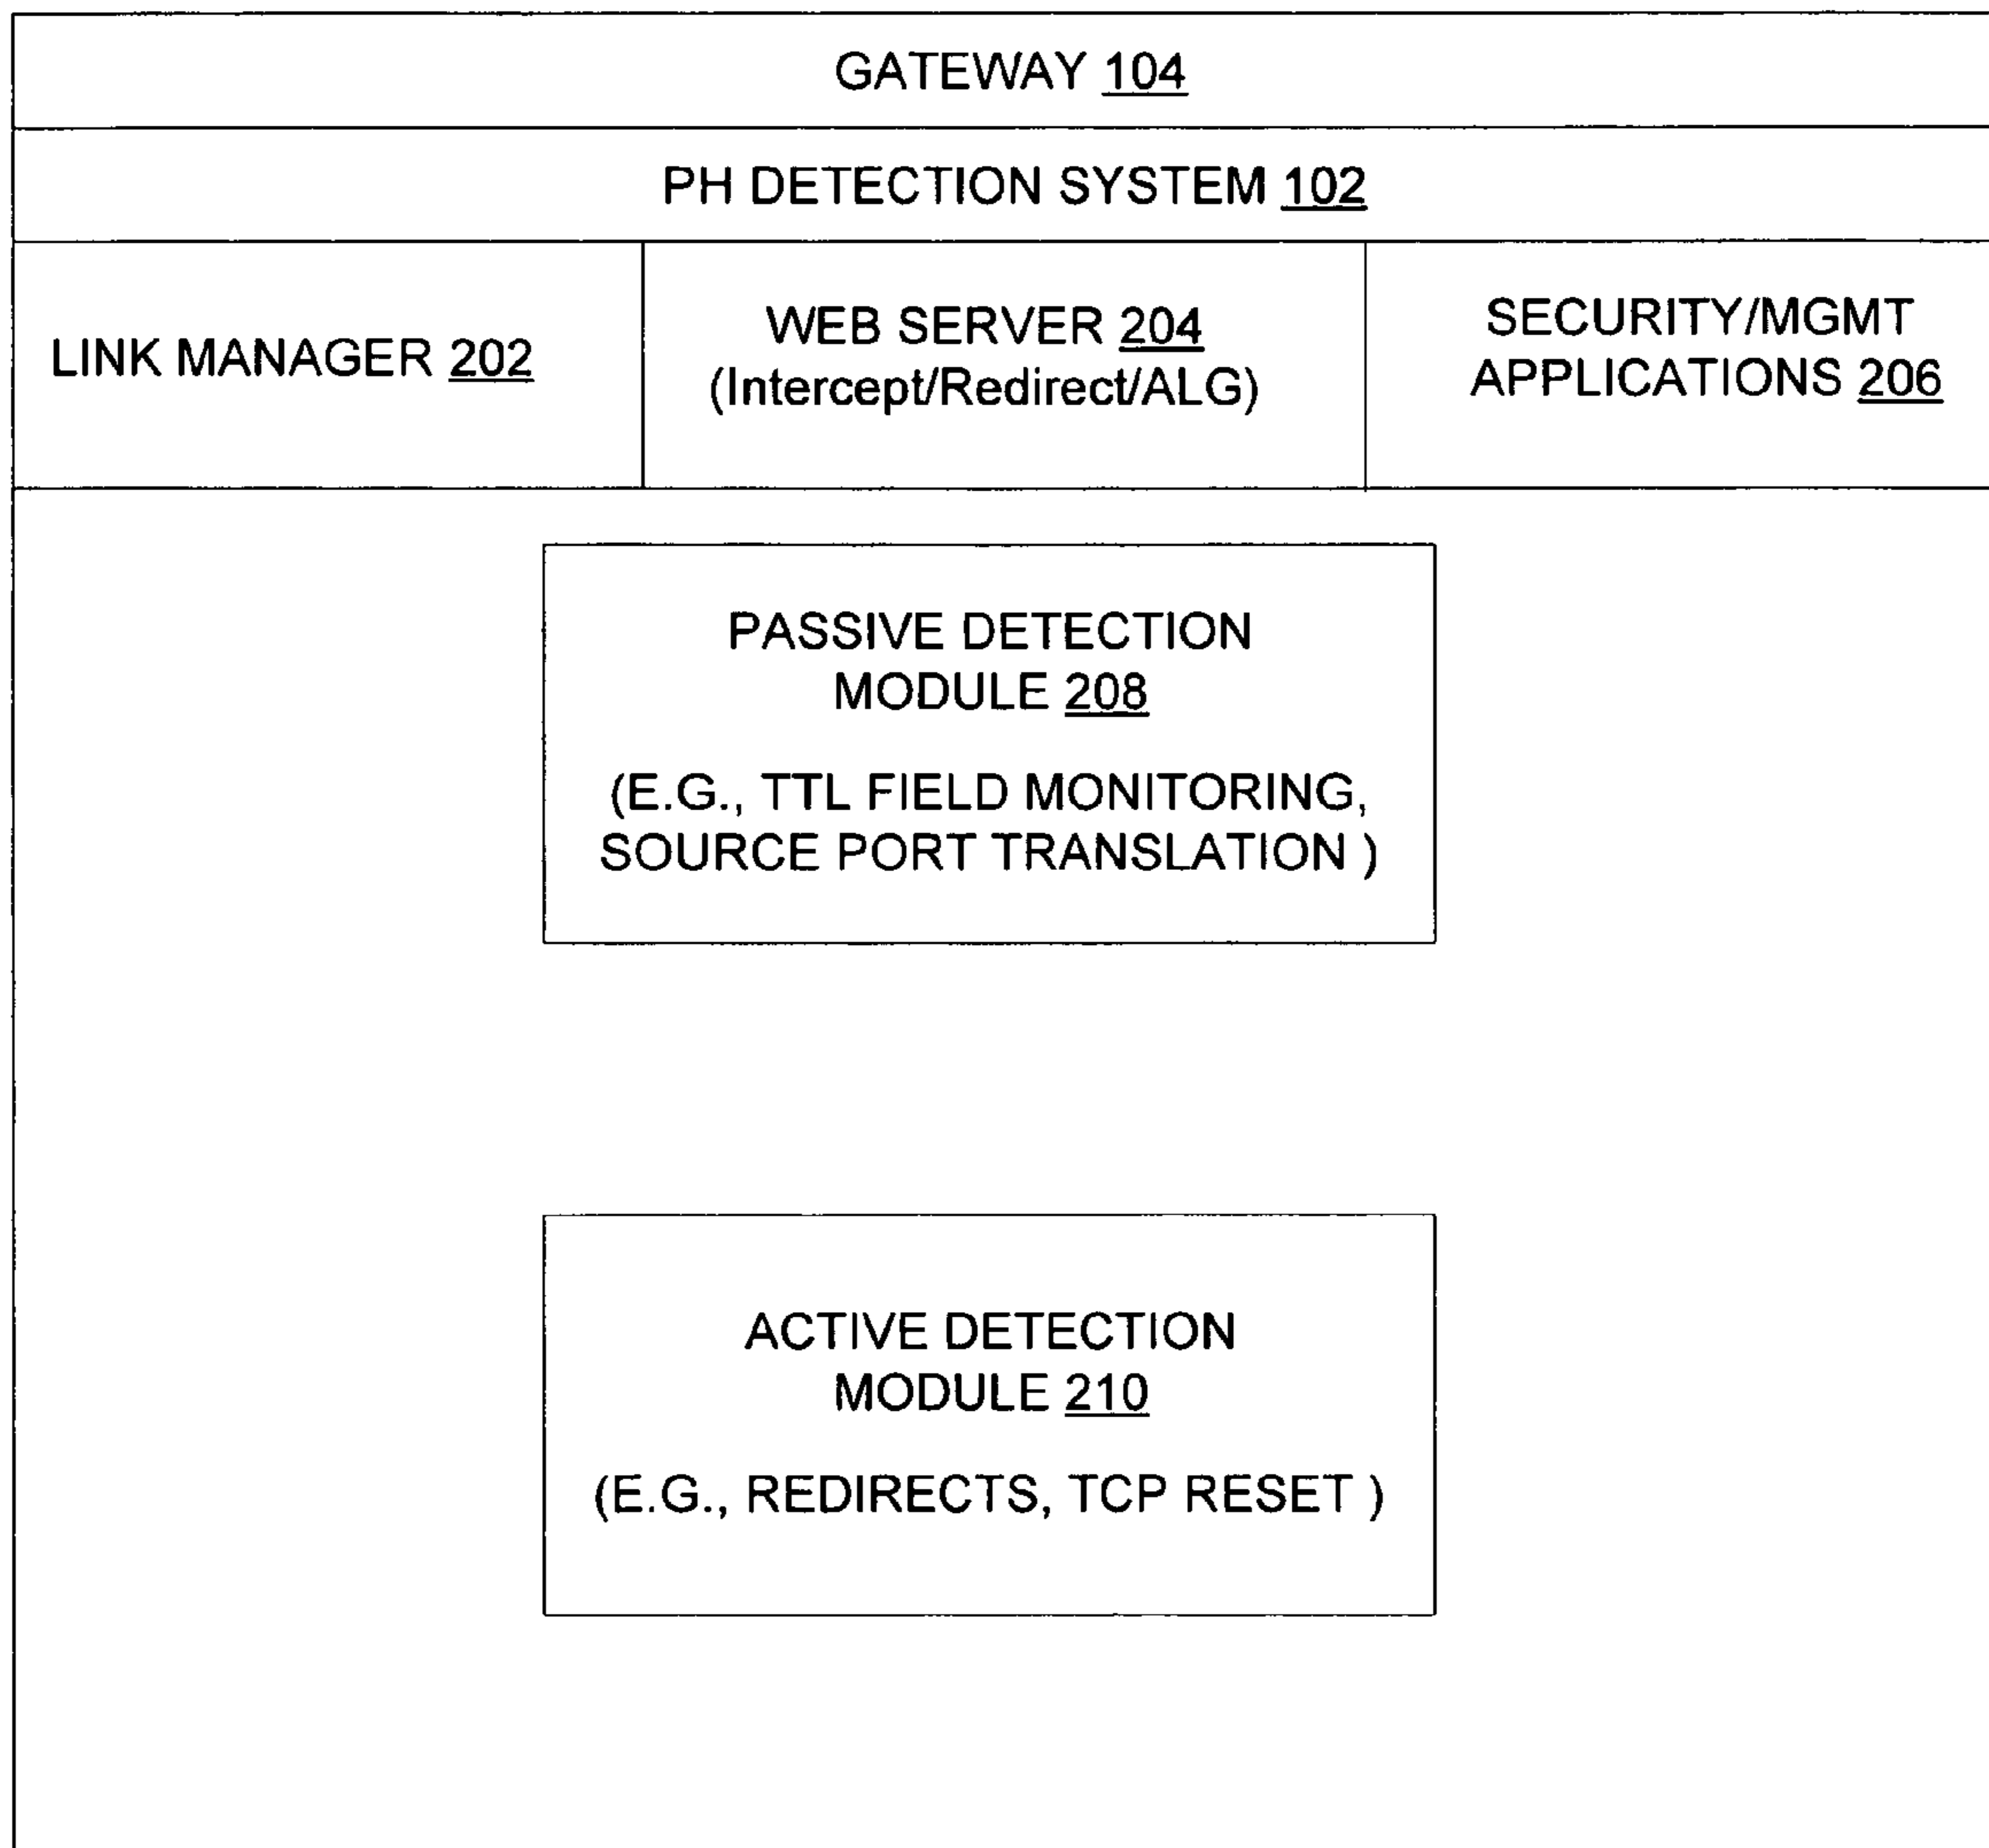 GATEWAY 104
PH DETECTION SYSTEM 102
LINK MANAGER 202
WEB SERVER 204
(Intercept/Redirect/ALG)
SECURITY/MGMT
APPLICATIONS 206
PASSIVE DETECTION
MODULE 208
(E.G., TTL FIELD MONITORING,
SOURCE PORT TRANSLATION )
ACTIVE DETECTION
MODULE 210
(E.G., REDIRECTS, TCP RESET )